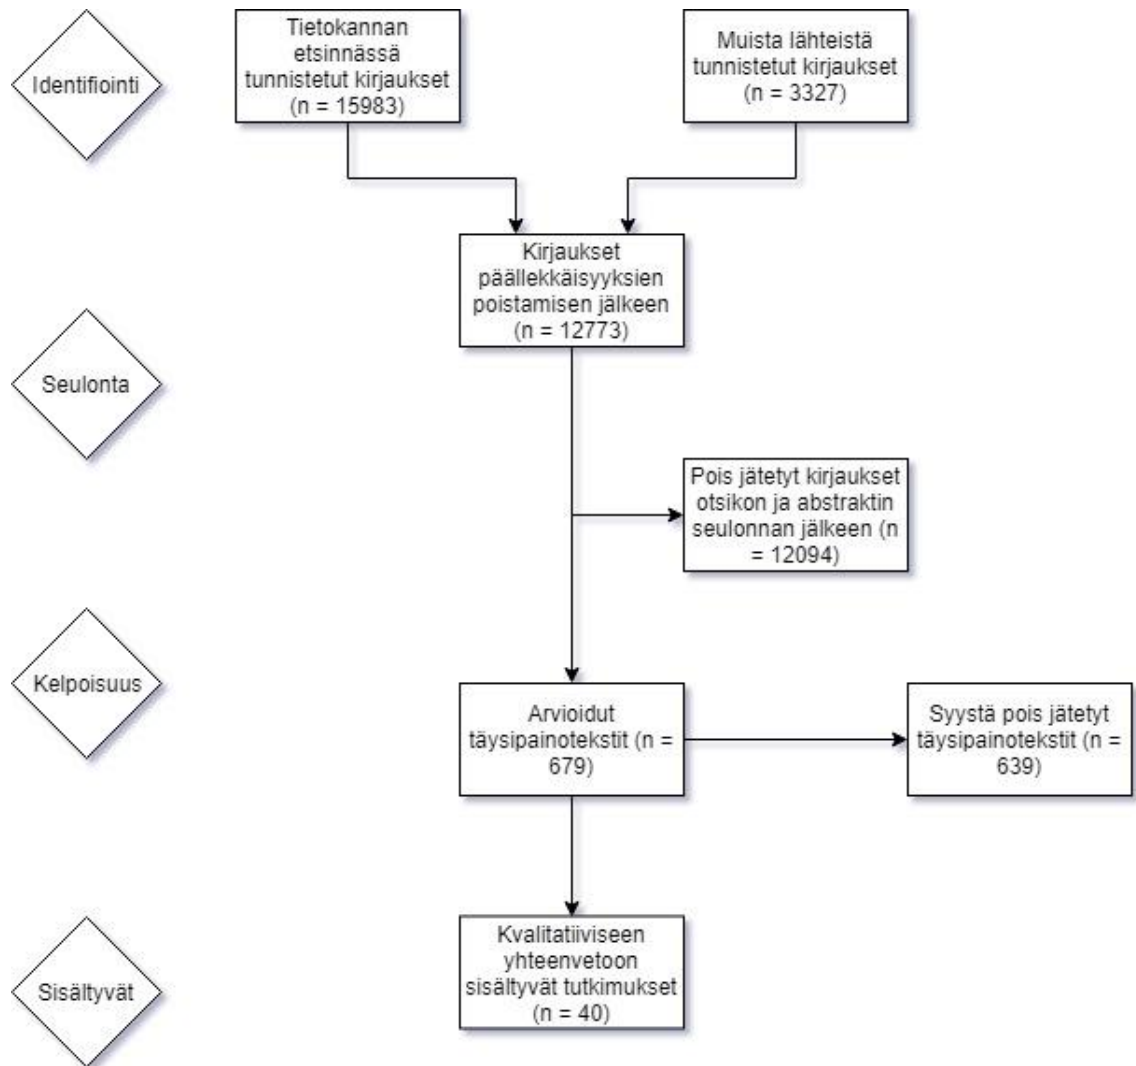 Identifiointi
Tietokannan
etsinnässä
tunnistetut kirjaukset
(n = 15983)
Muista lähteistä
tunnistetut kirjaukset
(n = 3327)
Kirjaukset
päällekkäisyyksien
poistamisen jälkeen
(n = 12773)
Seulonta
Pois jätetyt kirjaukset
otsikon ja abstraktin
seulonnan jälkeen (n
= 12094)
Kelpoisuus
Arvioidut
täysipainotekstit (n =
679)
Syystä pois jätetyt
täysipainotekstit (n =
639)
Sisältyvät
Kvalitatiiviseen
yhteenvetoon
sisältyvät tutkimukset
(n = 40)